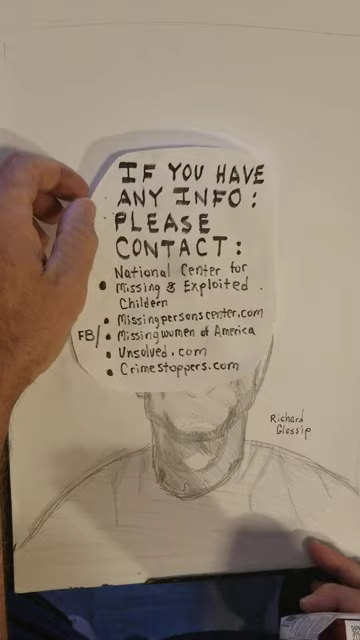 IF YOU HAVE
ANY INFO:
PLEASE
CONTACT:
National Center for
• Missing & Exploited
Childern
• Missingpersonscenter.com
FB/ • Missingwomen of America
• Unsolved.com
• Crimestoppers.com
Richard
Glossip